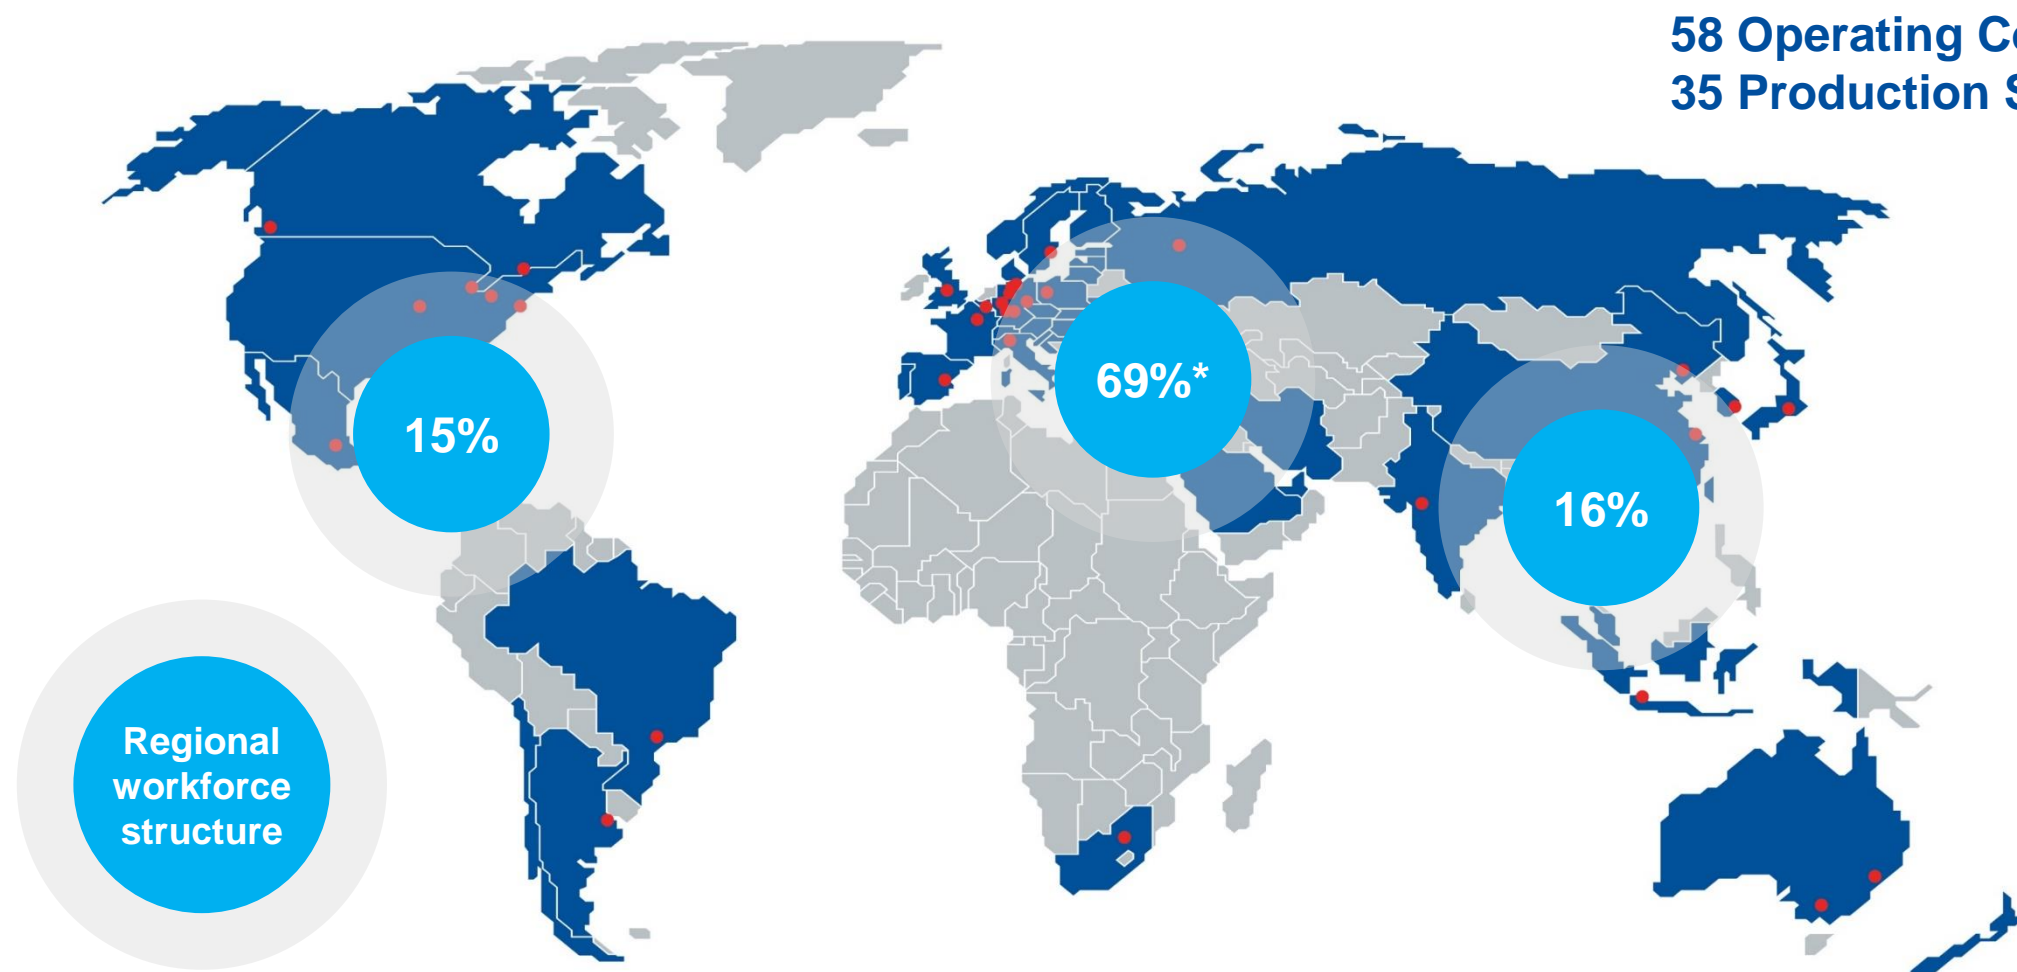 58 Operating
35 Production
69%*
15%
16%
Regional
workforce
structure